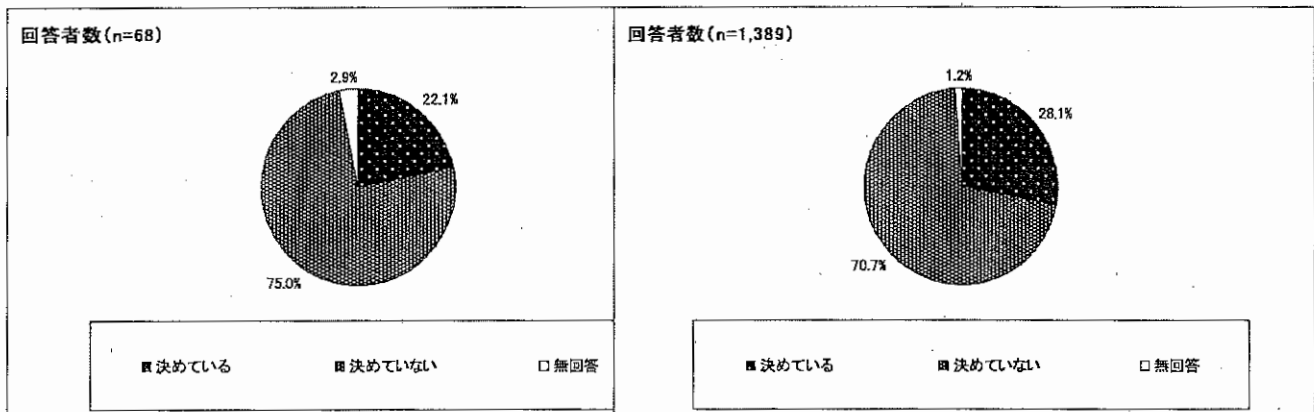 回答者数(n=68)
2.9%
22.1%
75.0%
■決めている ■決めていない □無回答
回答者数(n=1,389)
1.2%
28.1%
70.7%
■決めている ■決めていない □無回答